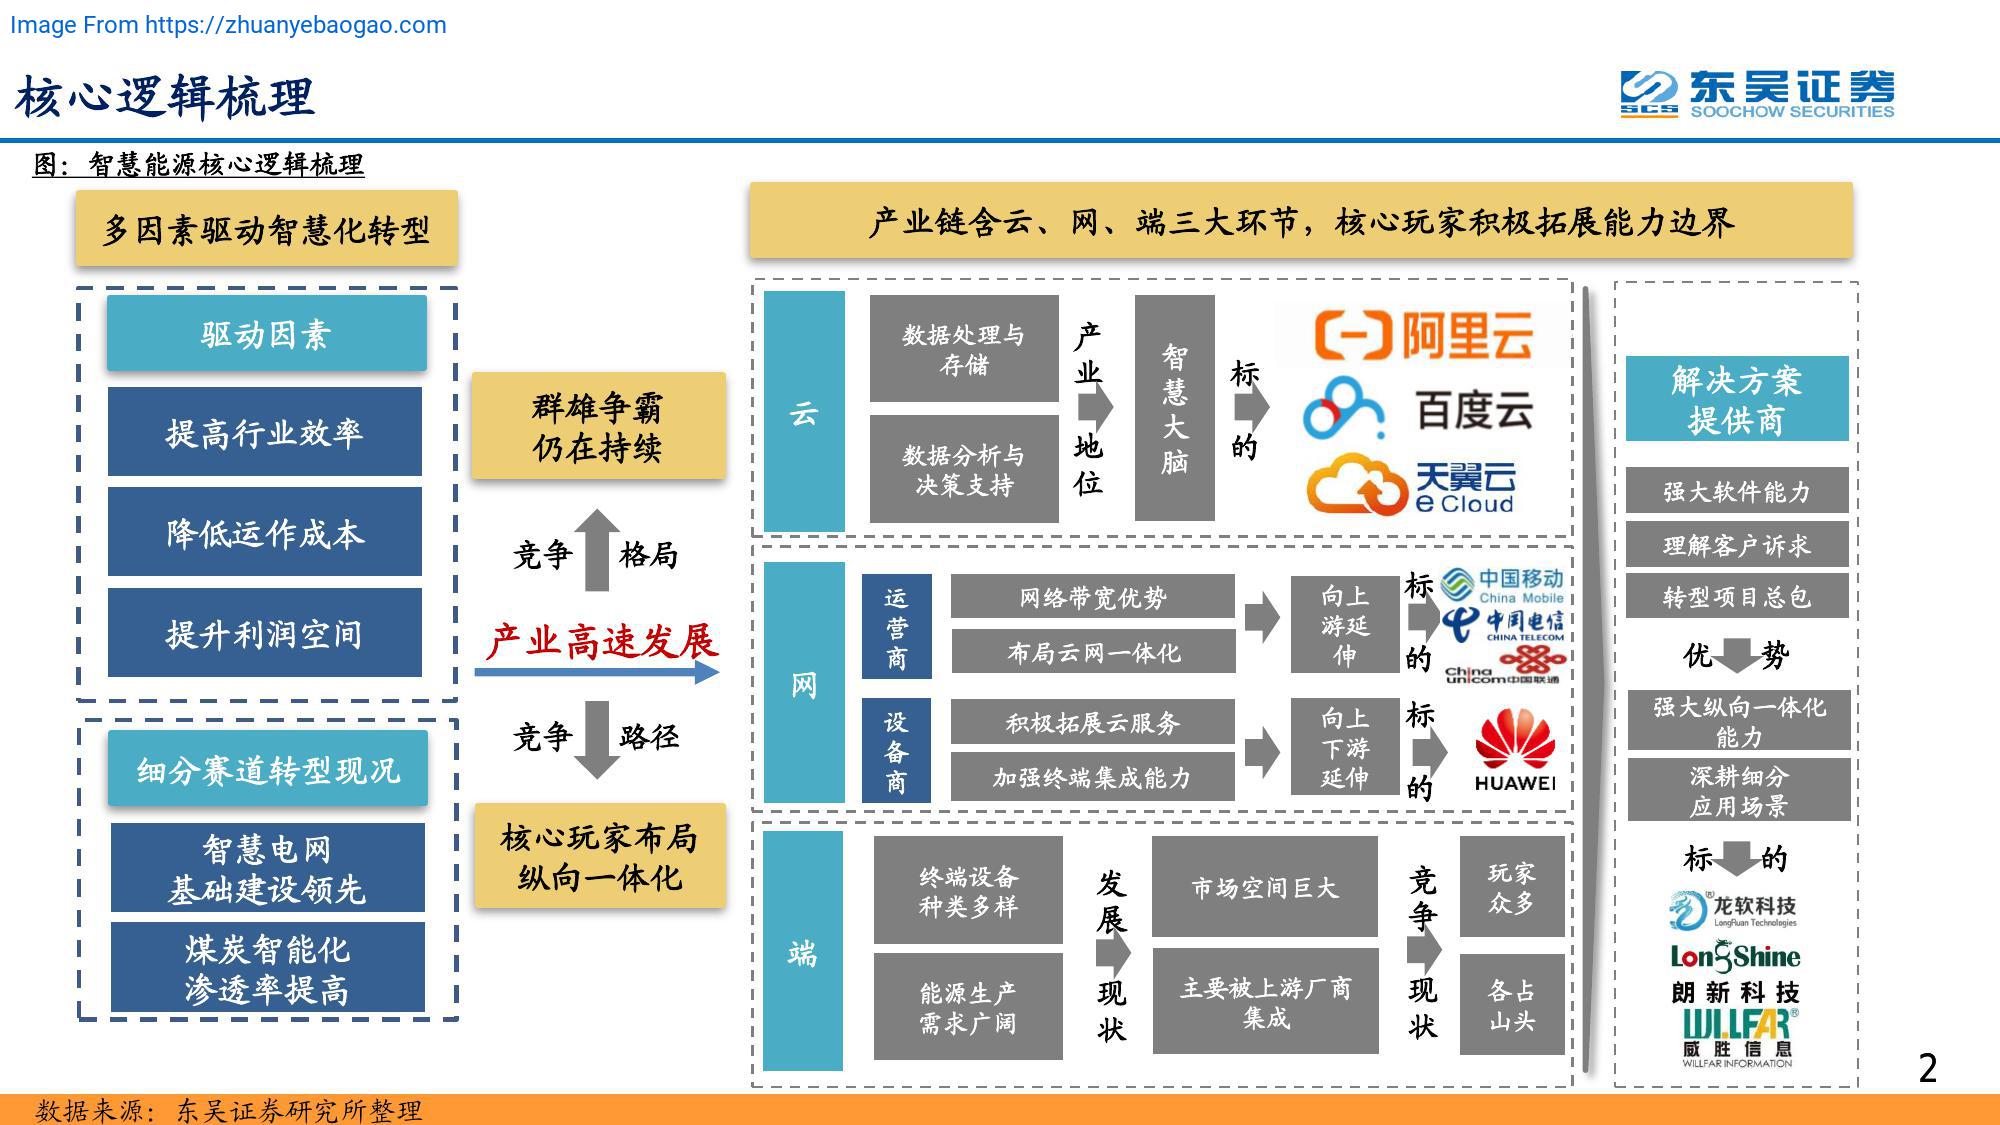 Image From https://zhuanyebaogao.com
核心逻辑梳理
SCS
东吴证券
SOOCHOW SECURITIES
图：智慧能源核心逻辑梳理
多因素驱动智慧化转型
驱动因素
提高行业效率
降低运作成本
提升利润空间
细分赛道转型现况
智慧电网
基础建设领先
煤炭智能化
渗透率提高
群雄争霸
仍在持续
竞争 格局
产业高速发展
竞争 路径
核心玩家布局
纵向一体化
产业链含云、网、端三大环节，核心玩家积极拓展能力边界
云
数据处理与
存储
数据分析与
决策支持
产业地位
智慧大脑
标的
阿里云
百度云
天翼云
e Cloud
网
运营商
网络带宽优势
布局云网一体化
向上
游延
伸
标的
中国移动
China Mobile
中国电信
CHINA TELECOM
China
unicom中国联通
设备商
积极拓展云服务
加强终端集成能力
向上
下游
延伸
标的
HUAWEI
端
终端设备
种类多样
能源生产
需求广阔
发展现状
市场空间巨大
主要被上游厂商
集成
竞争现状
玩家
众多
各占
山头
解决方案
提供商
强大软件能力
理解客户诉求
转型项目总包
优势
强大纵向一体化
能力
深耕细分
应用场景
标的
龙软科技
LongRuan Technologies
LongShine
朗新科技
WILLFAR®
威胜信息
WILLFAR INFORMATION
2
数据来源：东吴证券研究所整理